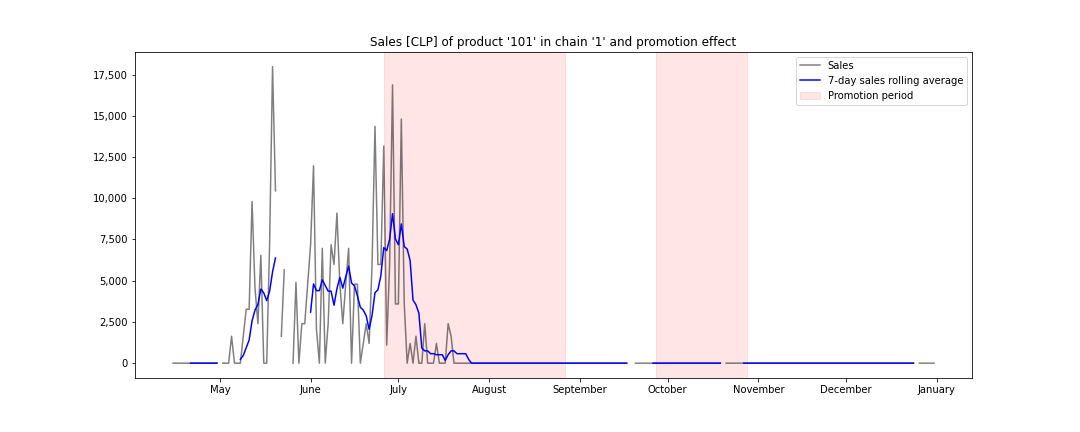 Sales [CLP] of product '101' in chain '1' and promotion effect
Sales
7-day sales rolling average
Promotion period
17,500
15,000
12,500
10,000
7,500
5,000
2,500
0
May June July August September October November December January